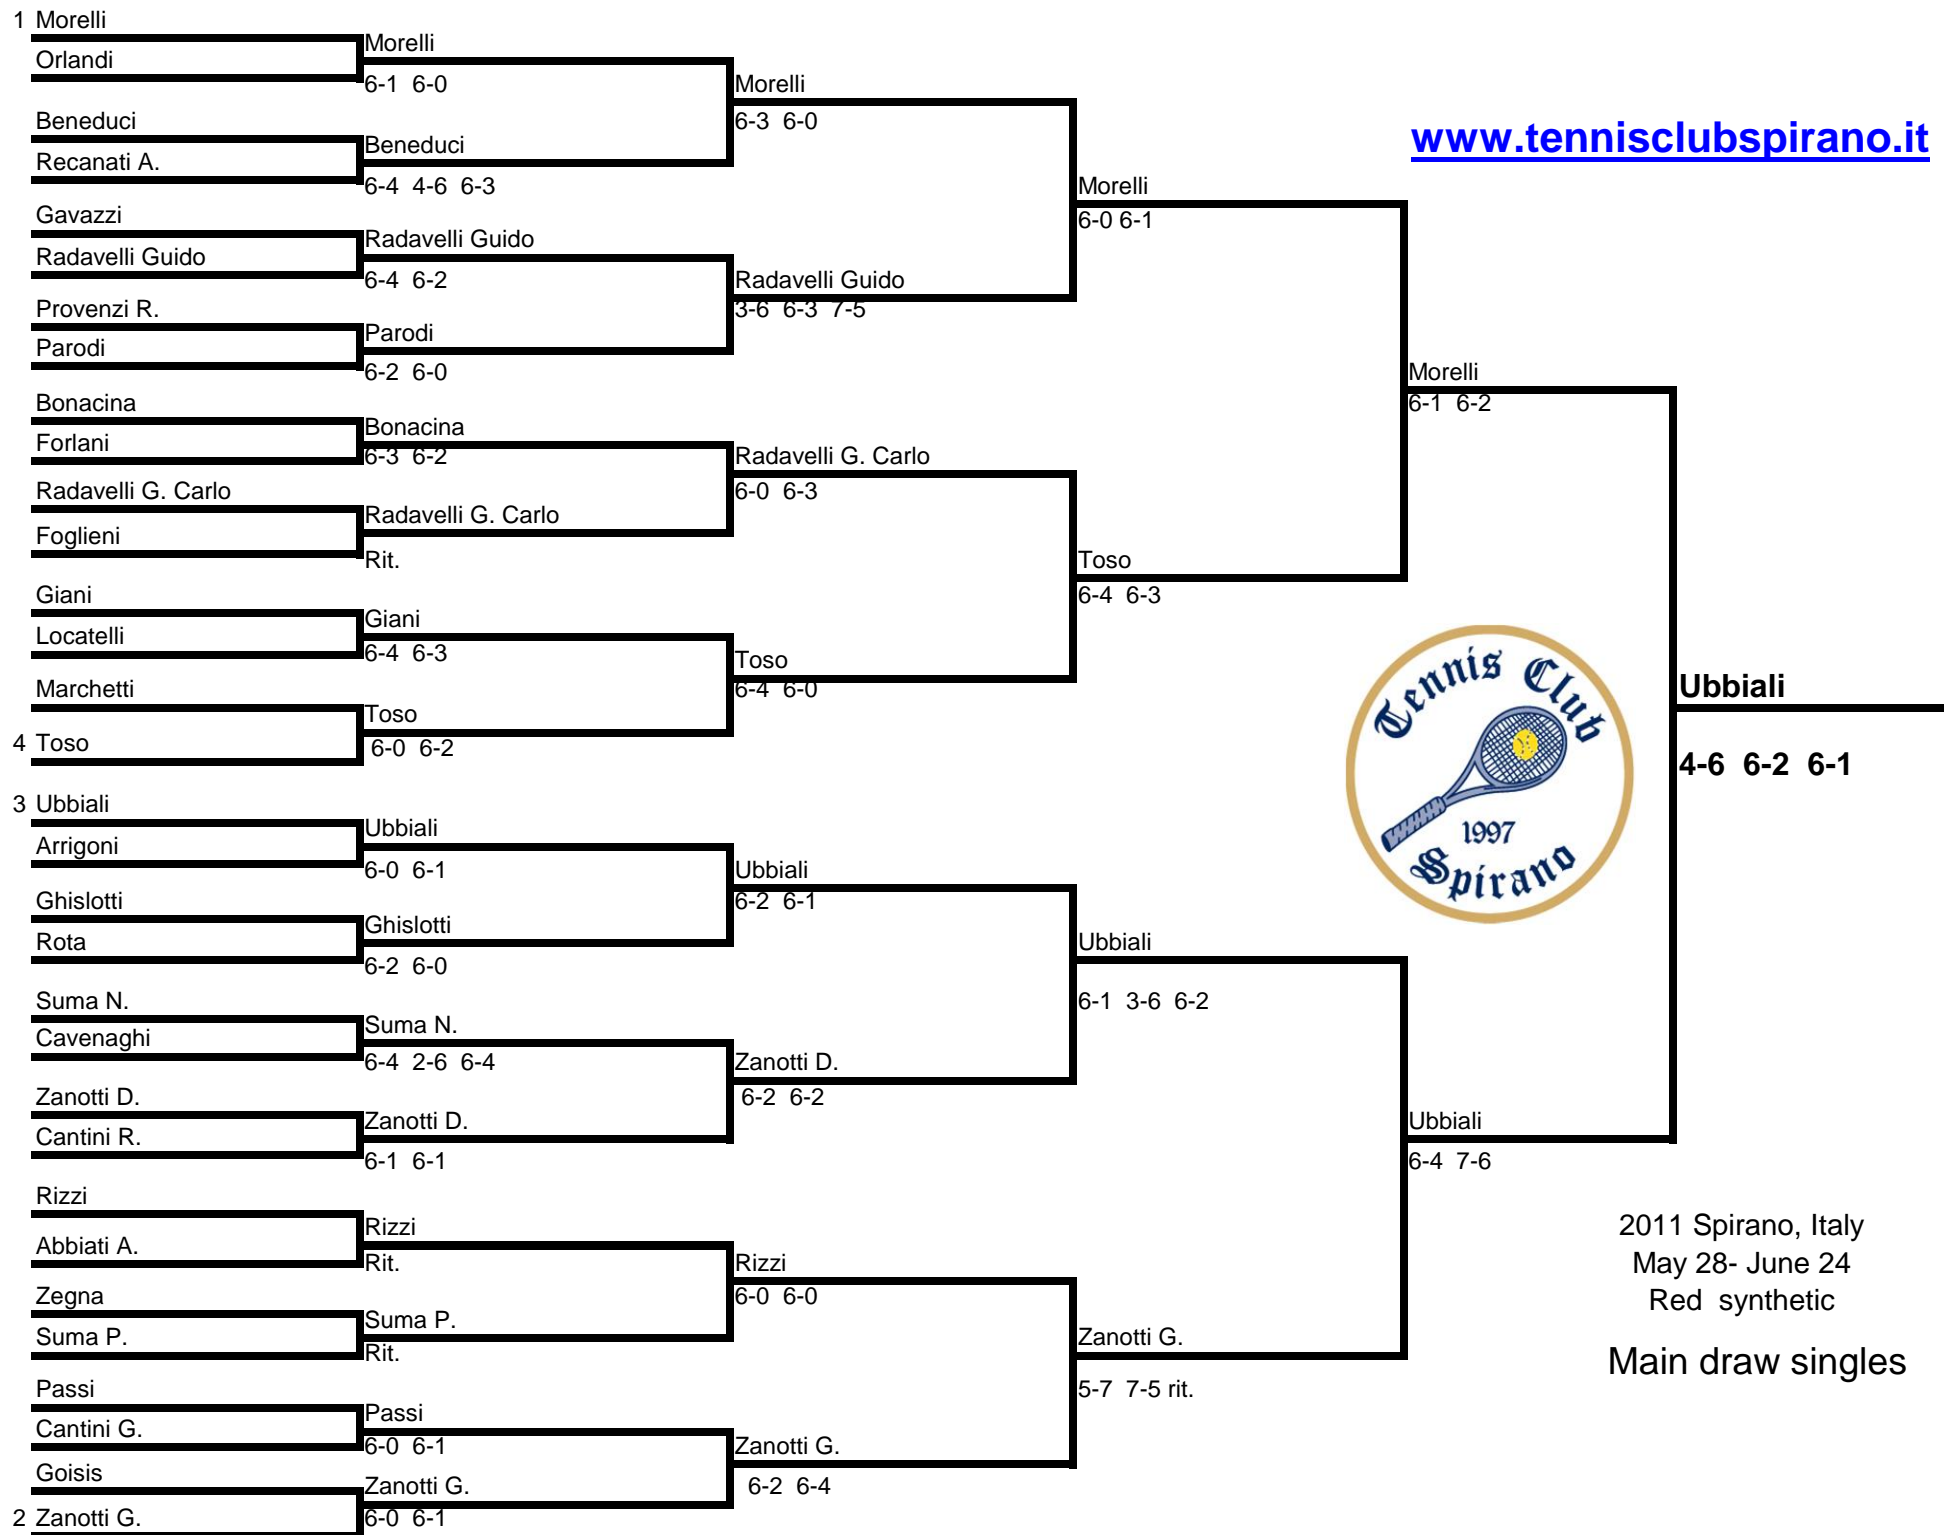 1 Morelli
Orlandi
Beneduci
Recanati A.
Gavazzi
Radavelli Guido
Provenzi R.
Parodi
Bonacina
Forlani
Radavelli G. Carlo
Foglieni
Giani
Locatelli
Marchetti
4 Toso
3 Ubbiali
Arrigoni
Ghislotti
Rota
Suma N.
Cavenaghi
Zanotti D.
Cantini R.
Rizzi
Abbiati A.
Zegna
Suma P.
Passi
Cantini G.
Goisis
2 Zanotti G.
Morelli
6-1 6-0
Beneduci
6-4 4-6 6-3
Radavelli Guido
6-4 6-2
Parodi
6-2 6-0
Bonacina
6-3 6-2
Radavelli G. Carlo
Rit.
Giani
6-4 6-3
Toso
6-0 6-2
Ubbiali
6-0 6-1
Ghislotti
6-2 6-0
Suma N.
6-4 2-6 6-4
Zanotti D.
6-1 6-1
Rizzi
Rit.
Suma P.
Rit.
Passi
6-0 6-1
Zanotti G.
6-0 6-1
Morelli
6-3 6-0
Radavelli Guido
3-6 6-3 7-5
Radavelli G. Carlo
6-0 6-3
Toso
6-4 6-0
Ubbiali
6-2 6-1
Zanotti D.
6-2 6-2
Rizzi
6-0 6-0
Zanotti G.
6-2 6-4
Morelli
6-0 6-1
Toso
6-4 6-3
Ubbiali
6-1 3-6 6-2
Zanotti G.
5-7 7-5 rit.
Morelli
6-1 6-2
Ubbiali
6-4 7-6
Ubbiali
4-6 6-2 6-1
www.tennisclubspirano.it
Tennis Club
1997
Spirano
2011 Spirano, Italy
May 28- June 24
Red synthetic
Main draw singles